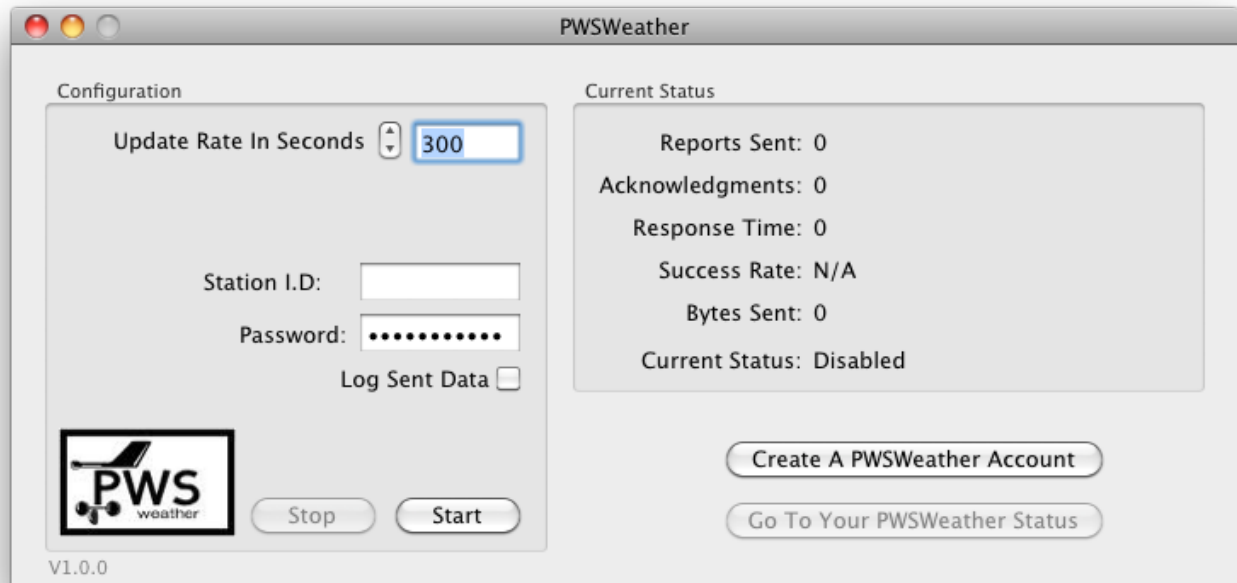 PWSWeather
Configuration
Update Rate In Seconds 300
Station I.D:
Password: •••••••••••
Log Sent Data
PWS
weather
Stop
Start
V1.0.0
Current Status
Reports Sent: 0
Acknowledgments: 0
Response Time: 0
Success Rate: N/A
Bytes Sent: 0
Current Status: Disabled
Create A PWSWeather Account
Go To Your PWSWeather Status